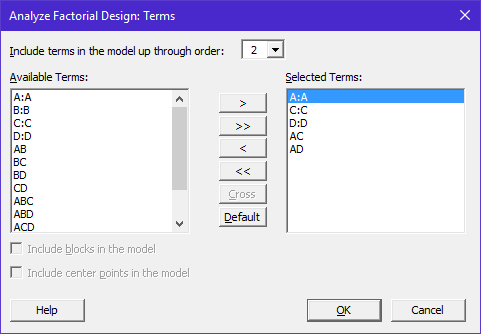 Analyze Factorial Design: Terms
Include terms in the model up through order: 2
Available Terms:
A:A
B:B
C:C
D:D
AB
BC
BD
CD
ABC
ABD
ACD
>
>>
<
<<
Cross
Default
Selected Terms:
A:A
C:C
D:D
AC
AD
Include blocks in the model
Include center points in the model
Help
OK
Cancel